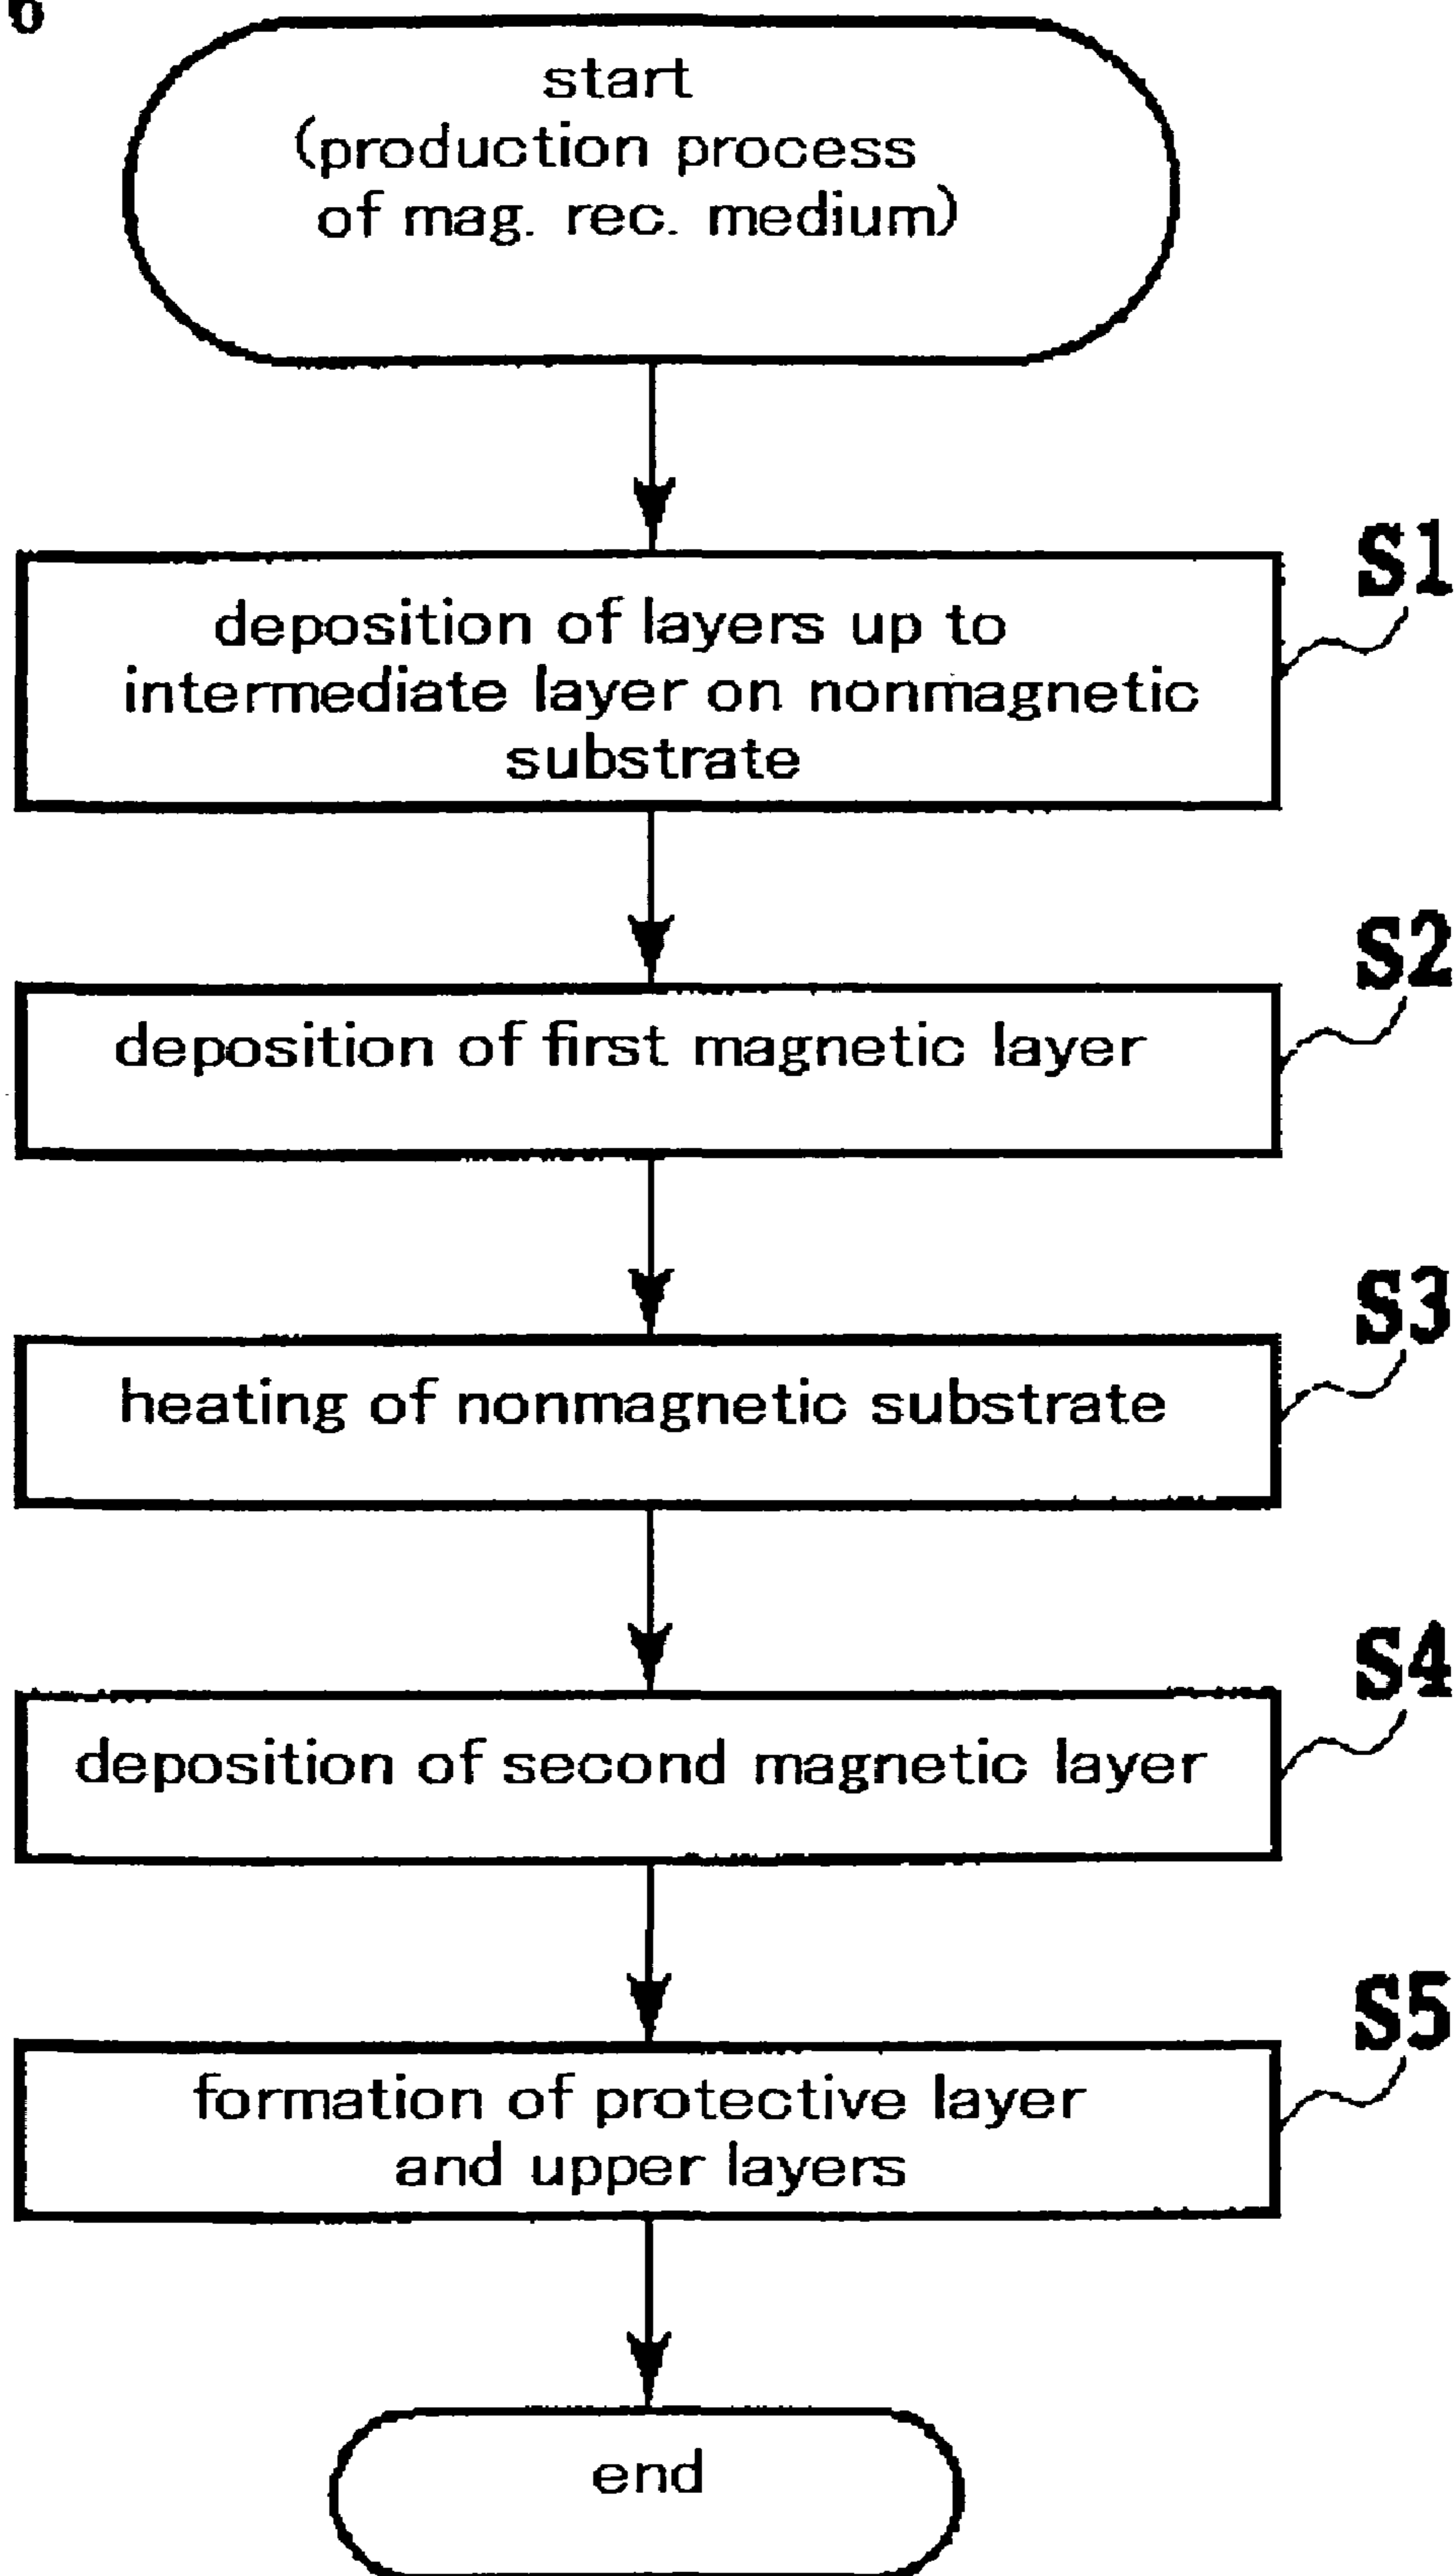 start
(production process
of mag. rec. medium)
S1
deposition of layers up to
intermediate layer on nonmagnetic
substrate
S2
deposition of first magnetic layer
S3
heating of nonmagnetic substrate
S4
deposition of second magnetic layer
S5
formation of protective layer
and upper layers
end